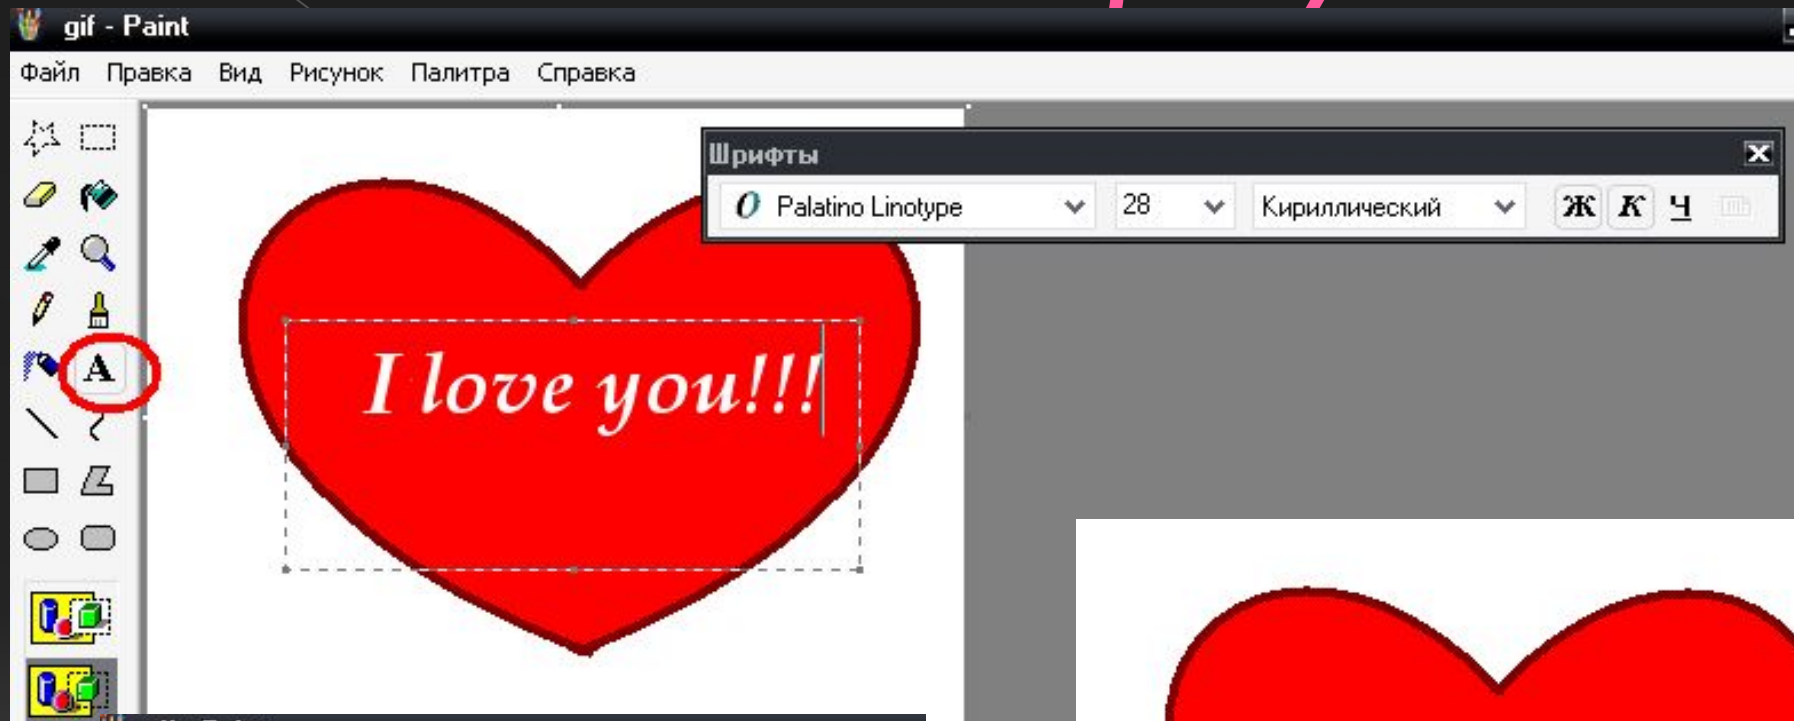 gif - Paint
Файл Правка Вид Рисунок Палитра Справка
Шрифты
O Palatino Linotype 28 Кириллический Ж К Ч
A
I love you!!!